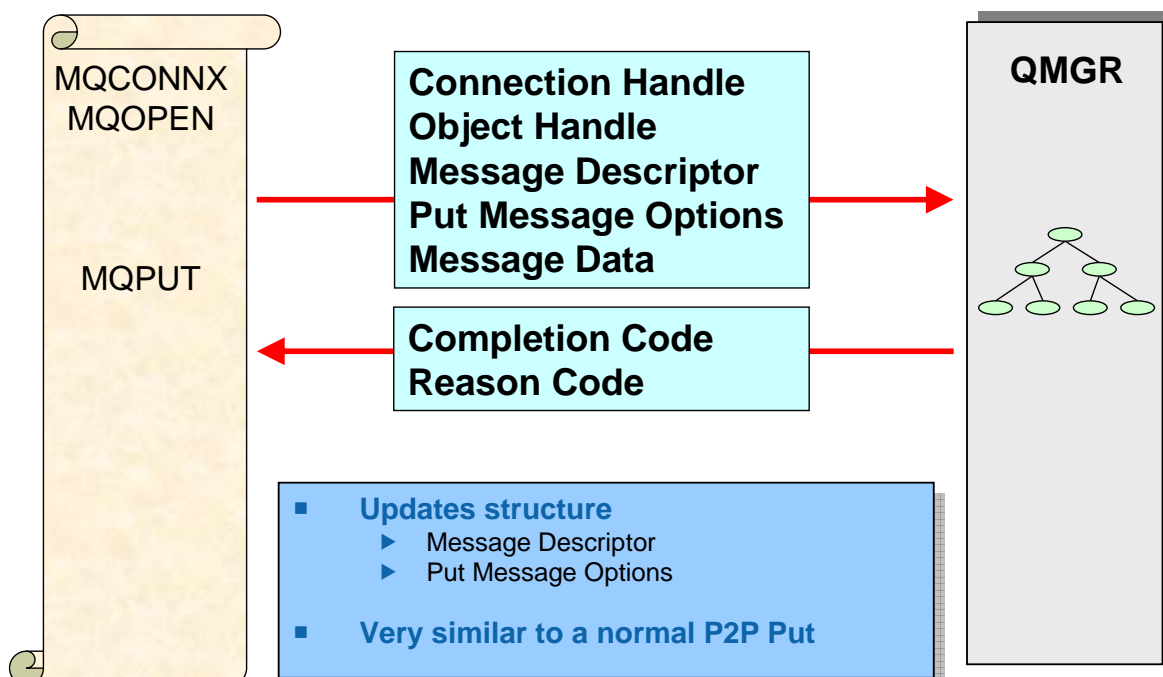 MQCONNX
MQOPEN
MQPUT
Connection Handle
Object Handle
Message Descriptor
Put Message Options
Message Data
Completion Code
Reason Code
QMGR
Updates structure
Message Descriptor
Put Message Options
Very similar to a normal P2P Put